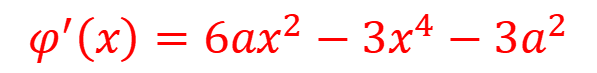 φ′(x) = 6ax² − 3x⁴ − 3a²